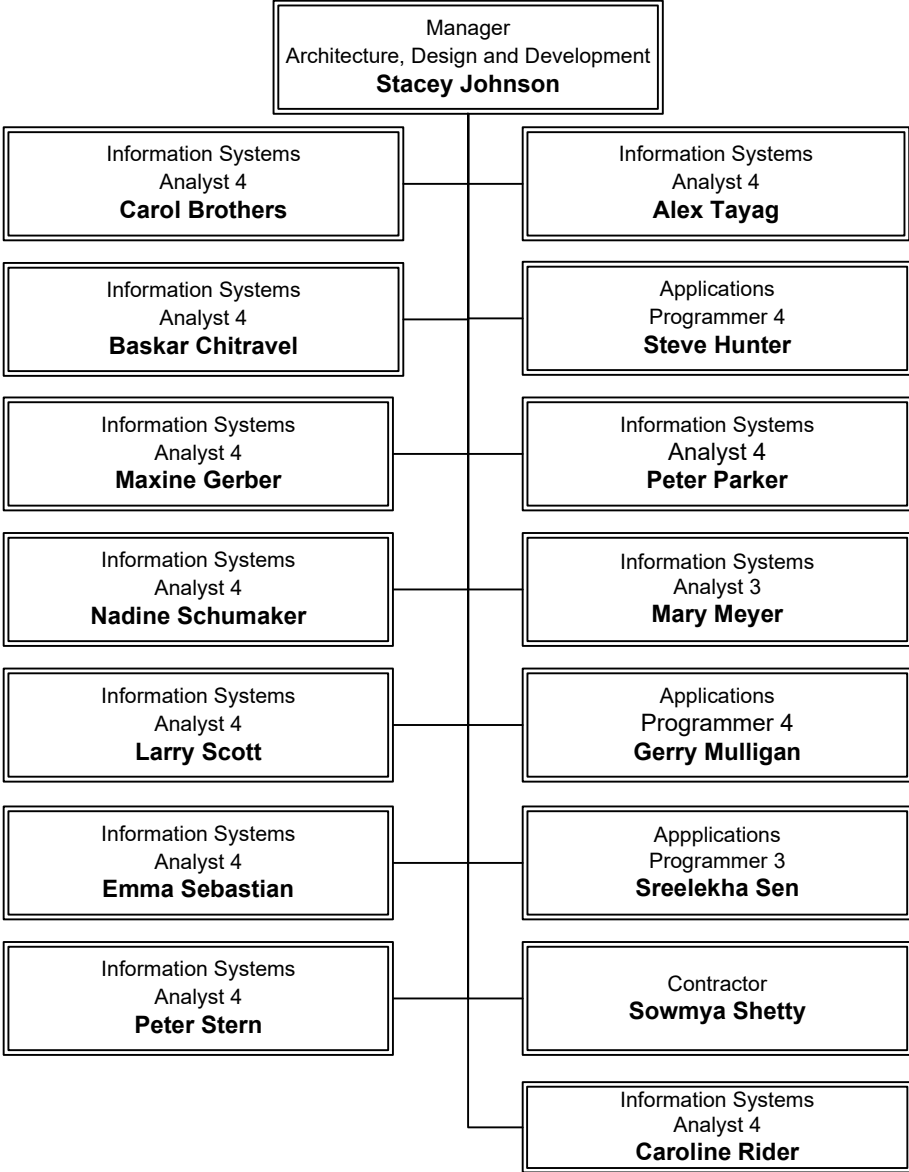 Manager
Architecture, Design and Development
Stacey Johnson
Information Systems
Analyst 4
Carol Brothers
Information Systems
Analyst 4
Alex Tayag
Information Systems
Analyst 4
Baskar Chitravel
Applications
Programmer 4
Steve Hunter
Information Systems
Analyst 4
Maxine Gerber
Information Systems
Analyst 4
Peter Parker
Information Systems
Analyst 4
Nadine Schumaker
Information Systems
Analyst 3
Mary Meyer
Information Systems
Analyst 4
Larry Scott
Applications
Programmer 4
Gerry Mulligan
Information Systems
Analyst 4
Emma Sebastian
Appplications
Programmer 3
Sreelekha Sen
Information Systems
Analyst 4
Peter Stern
Contractor
Sowmya Shetty
Information Systems
Analyst 4
Caroline Rider